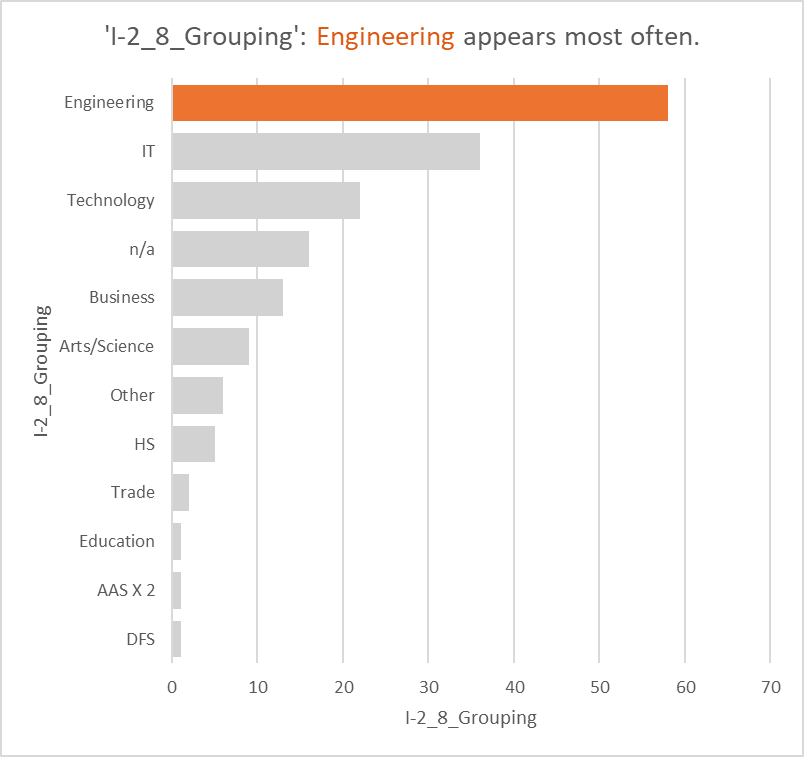 'I-2_8_Grouping': Engineering appears most often.
I-2_8_Grouping
Engineering
IT
Technology
n/a
Business
Arts/Science
Other
HS
Trade
Education
AAS X 2
DFS
0 10 20 30 40 50 60 70
I-2_8_Grouping